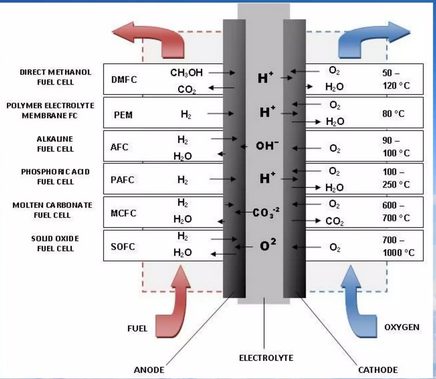 DIRECT METHANOL
FUEL CELL
DMFC
CH₃OH
CO₂
H⁺
O₂
H₂O
50 –
120 °C
POLYMER ELECTROLYTE
MEMBRANE FC
PEM
H₂
H⁺
O₂
H₂O
80 °C
ALKALINE
FUEL CELL
AFC
H₂
H₂O
OH⁻
O₂
90 –
100 °C
PHOSPHORIC ACID
FUEL CELL
PAFC
H₂
H⁺
O₂
H₂O
100 –
250 °C
MOLTEN CARBONATE
FUEL CELL
MCFC
H₂
H₂O
CO₃⁻²
O₂
CO₂
600 –
700 °C
SOLID OXIDE
FUEL CELL
SOFC
H₂
H₂O
O²
O₂
700 –
1000 °C
FUEL
OXYGEN
ELECTROLYTE
ANODE
CATHODE